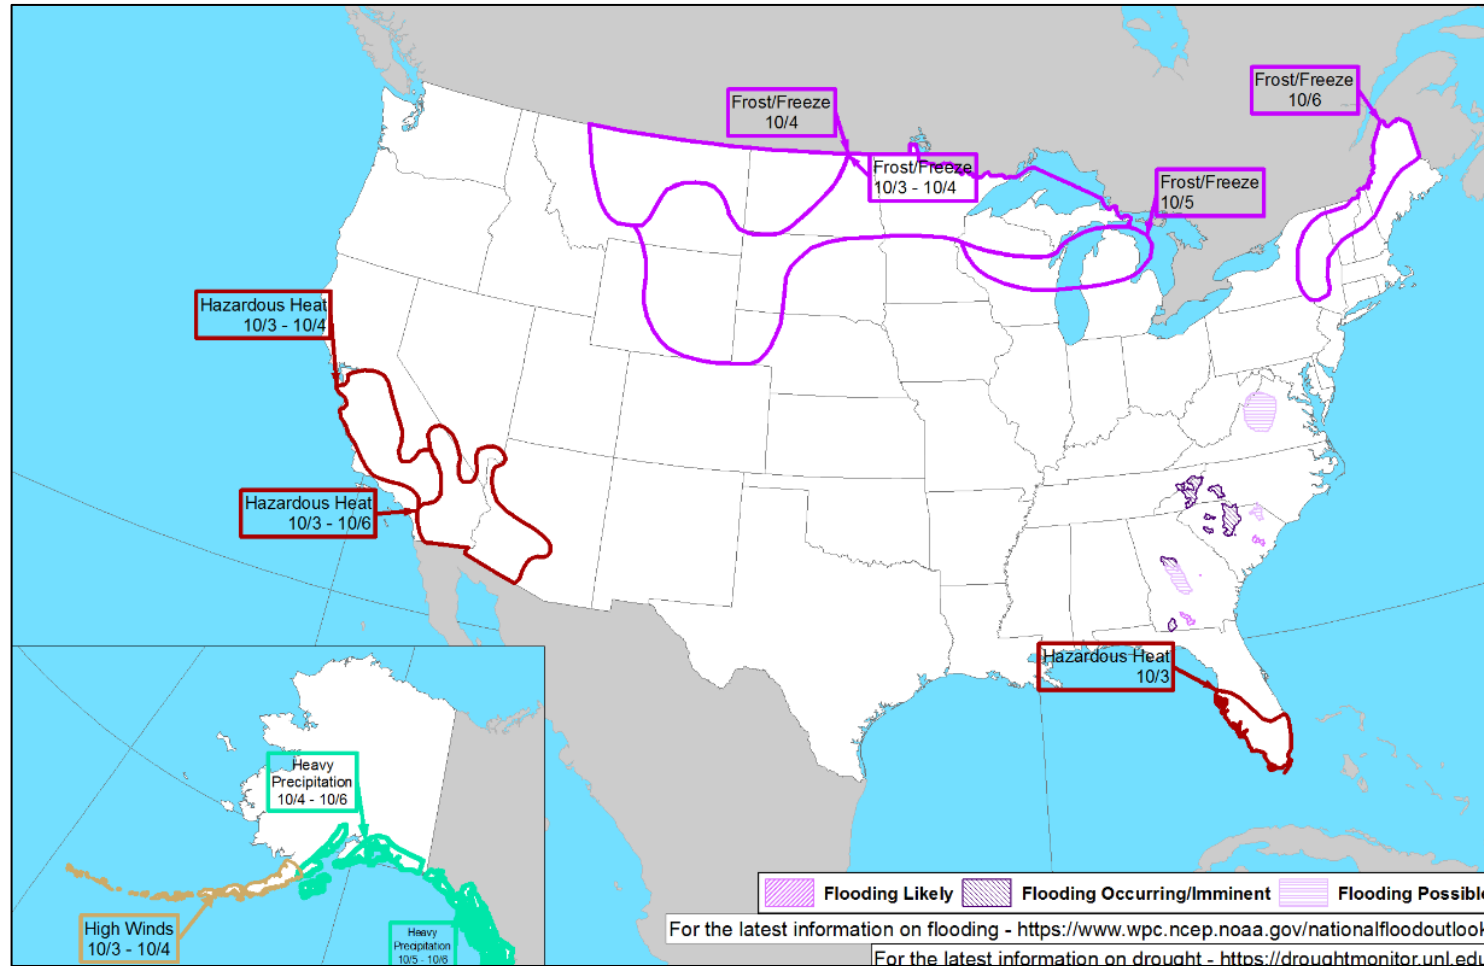 Frost/Freeze
10/6
Frost/Freeze
10/4
Frost/Freeze
10/3 - 10/4
Frost/Freeze
10/5
Hazardous Heat
10/3 - 10/4
Hazardous Heat
10/3 - 10/6
Hazardous Heat
10/3
Heavy
Precipitation
10/4 - 10/6
High Winds
10/3 - 10/4
Heavy
Precipitation
10/5 - 10/6
Flooding Likely
Flooding Occurring/Imminent
Flooding Possible
For the latest information on flooding - https://www.wpc.ncep.noaa.gov/nationalfloodoutlook
For the latest information on drought - https://droughtmonitor.unl.edu